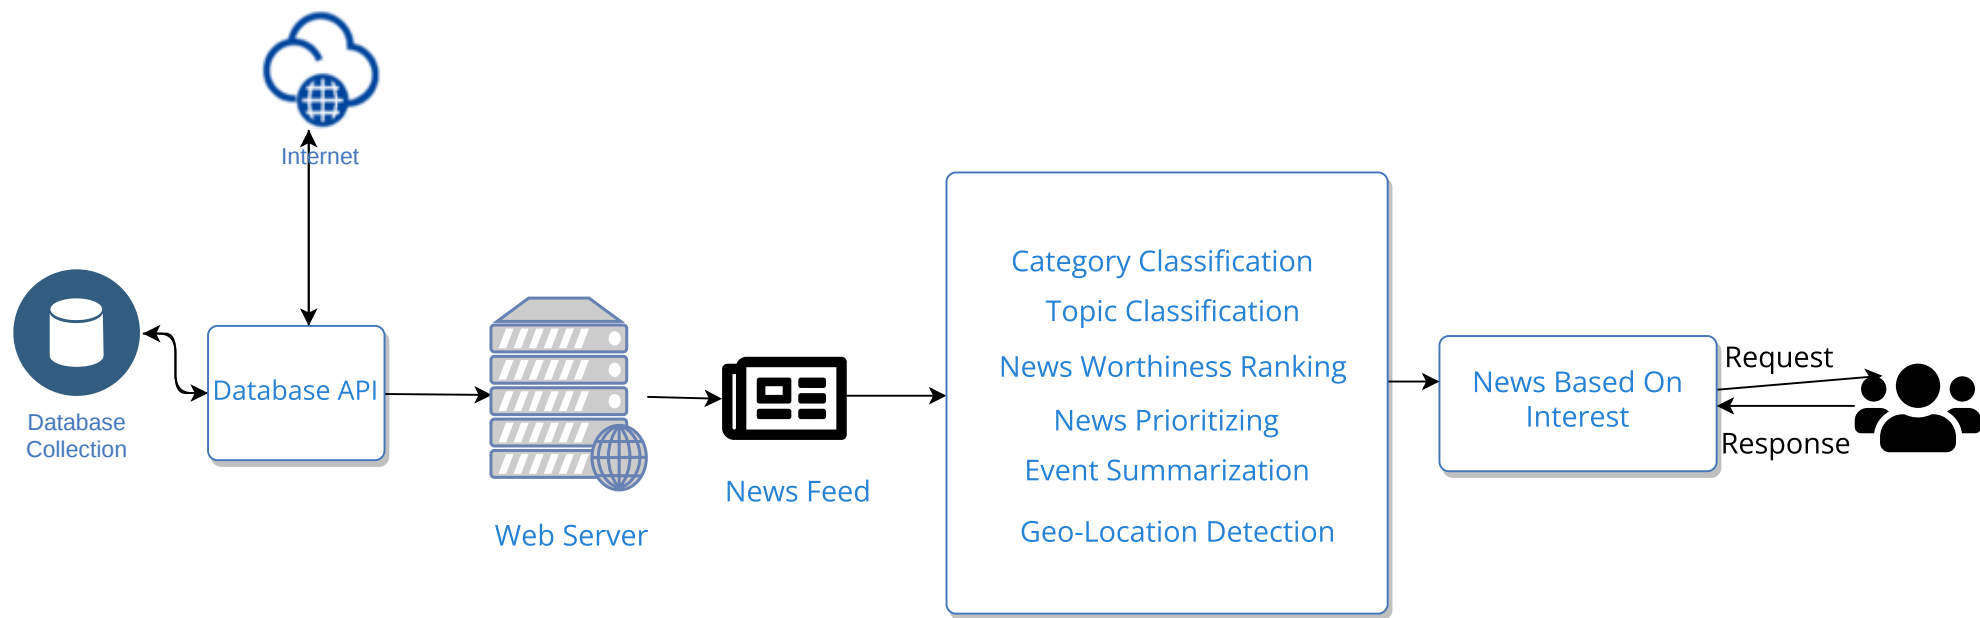 Internet
Database
Collection
Database API
Web Server
News Feed
Category Classification
Topic Classification
News Worthiness Ranking
News Prioritizing
Event Summarization
Geo-Location Detection
News Based On
Interest
Request
Response